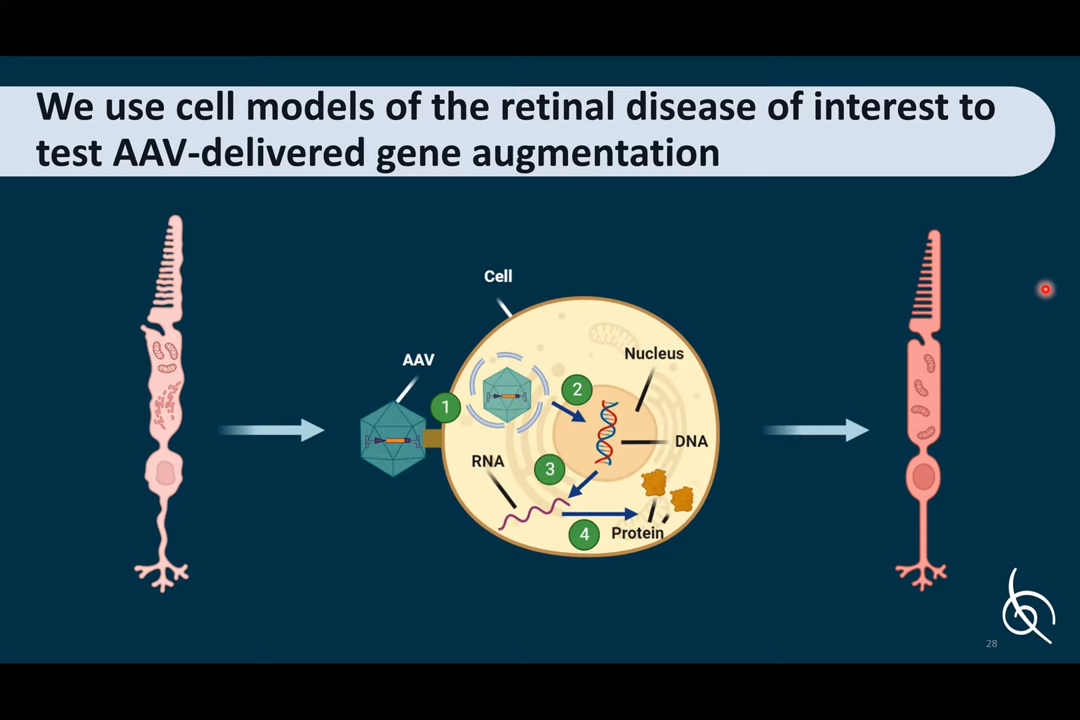 We use cell models of the retinal disease of interest to
test AAV-delivered gene augmentation
Cell
AAV
Nucleus
1
2
DNA
RNA
3
4
Protein
28